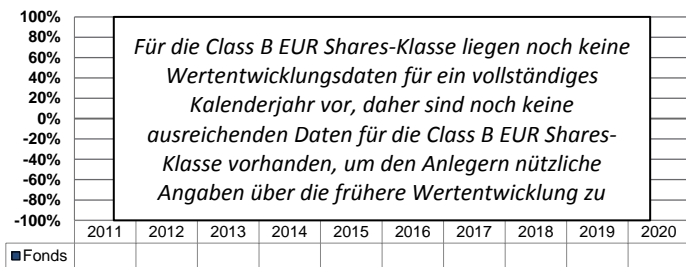 100%
80%
60%
40%
20%
0%
-20%
-40%
-60%
-80%
-100%
Für die Class B EUR Shares-Klasse liegen noch keine
Wertentwicklungsdaten für ein vollständiges
Kalenderjahr vor, daher sind noch keine
ausreichenden Daten für die Class B EUR Shares-
Klasse vorhanden, um den Anlegern nützliche
Angaben über die frühere Wertentwicklung zu
2011 2012 2013 2014 2015 2016 2017 2018 2019 2020
Fonds